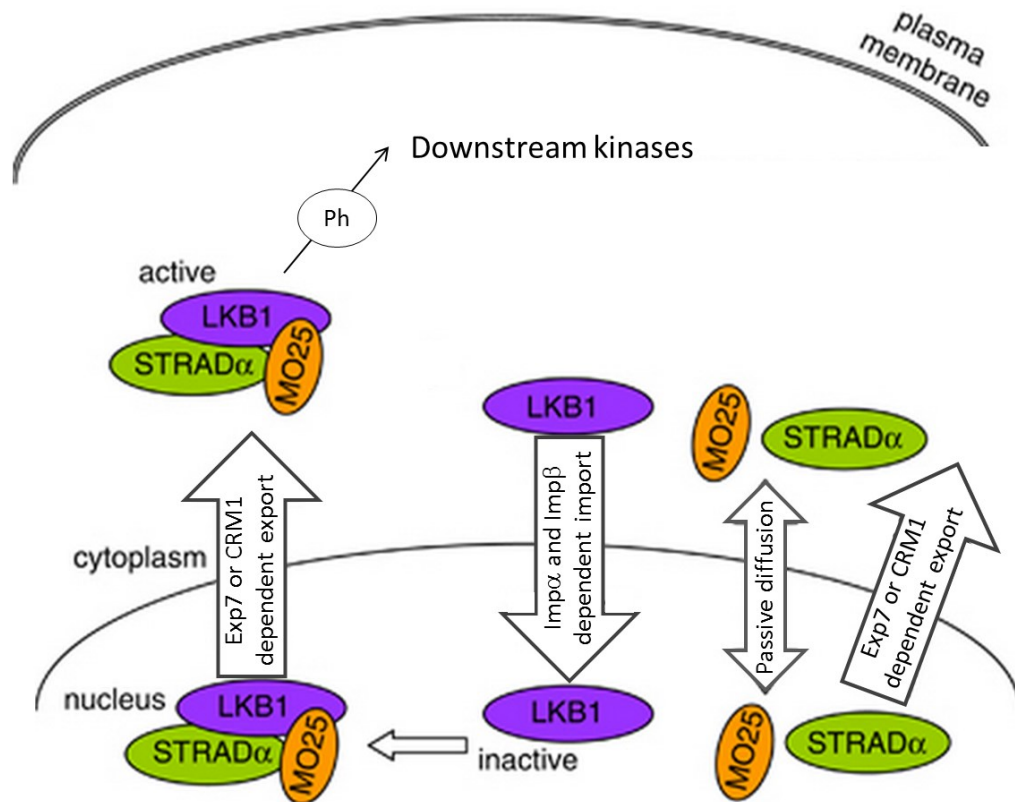 plasma
membrane
Downstream kinases
Ph
active
LKB1
STRADα
MO25
LKB1
MO25
STRADα
Exp7 or CRM1
dependent export
Impα and Impβ
dependent import
Passive diffusion
Exp7 or CRM1
dependent export
cytoplasm
nucleus
LKB1
STRADα
MO25
LKB1
inactive
MO25
STRADα